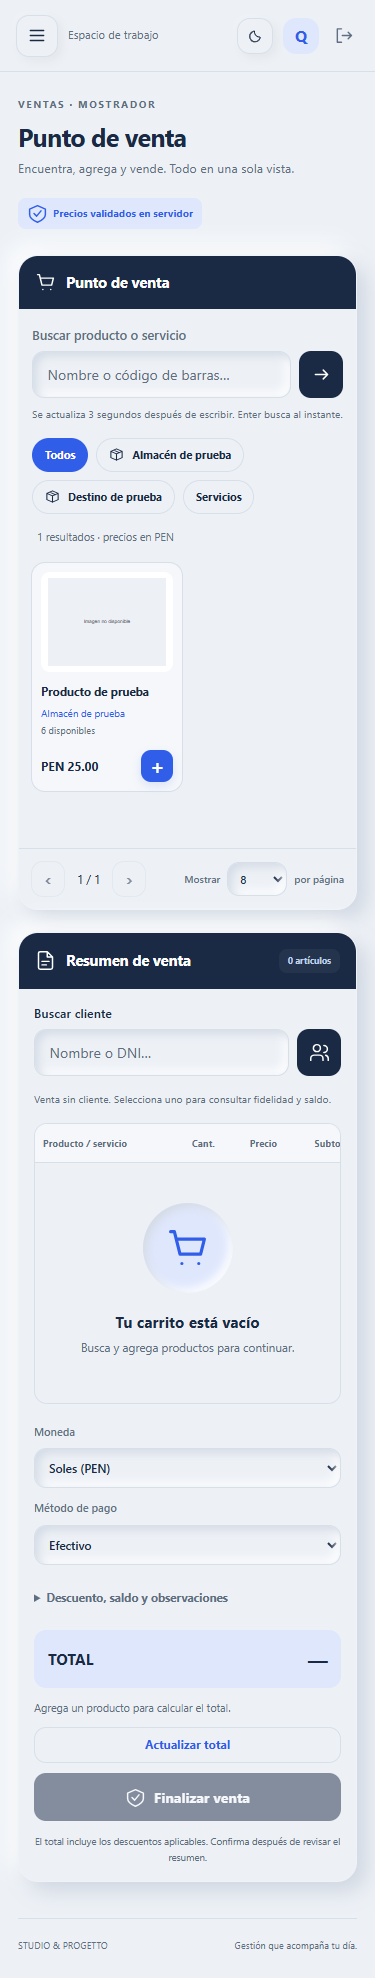 Espacio de trabajo
Q
VENTAS • MOSTRADOR
Punto de venta
Encuentra, agrega y vende. Todo en una sola vista.
Precios validados en servidor
Punto de venta
Buscar producto o servicio
Nombre o código de barras...
Se actualiza 3 segundos después de escribir. Enter busca al instante.
Todos
Almacén de prueba
Destino de prueba
Servicios
1 resultados · precios en PEN
Imagen no disponible
Producto de prueba
Almacén de prueba
6 disponibles
PEN 25.00
+
‹ 1 / 1 › Mostrar 8 por página
Resumen de venta
0 artículos
Buscar cliente
Nombre o DNI...
Venta sin cliente. Selecciona uno para consultar fidelidad y saldo.
Producto / servicio Cant. Precio Subto
Tu carrito está vacío
Busca y agrega productos para continuar.
Moneda
Soles (PEN)
Método de pago
Efectivo
Descuento, saldo y observaciones
TOTAL —
Agrega un producto para calcular el total.
Actualizar total
Finalizar venta
El total incluye los descuentos aplicables. Confirma después de revisar el
resumen.
STUDIO & PROGETTO
Gestión que acompaña tu día.